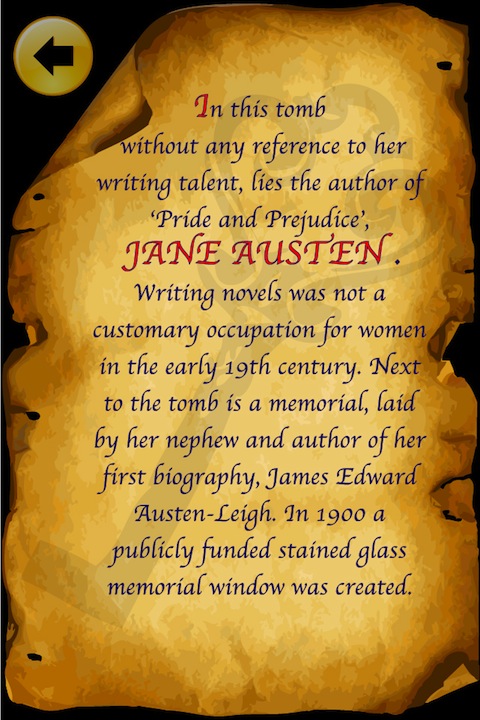 In this tomb
without any reference to her
writing talent, lies the author of
‘Pride and Prejudice’,
JANE AUSTEN .
Writing novels was not a
customary occupation for women
in the early 19th century. Next
to the tomb is a memorial, laid
by her nephew and author of her
first biography, James Edward
Austen-Leigh. In 1900 a
publicly funded stained glass
memorial window was created.